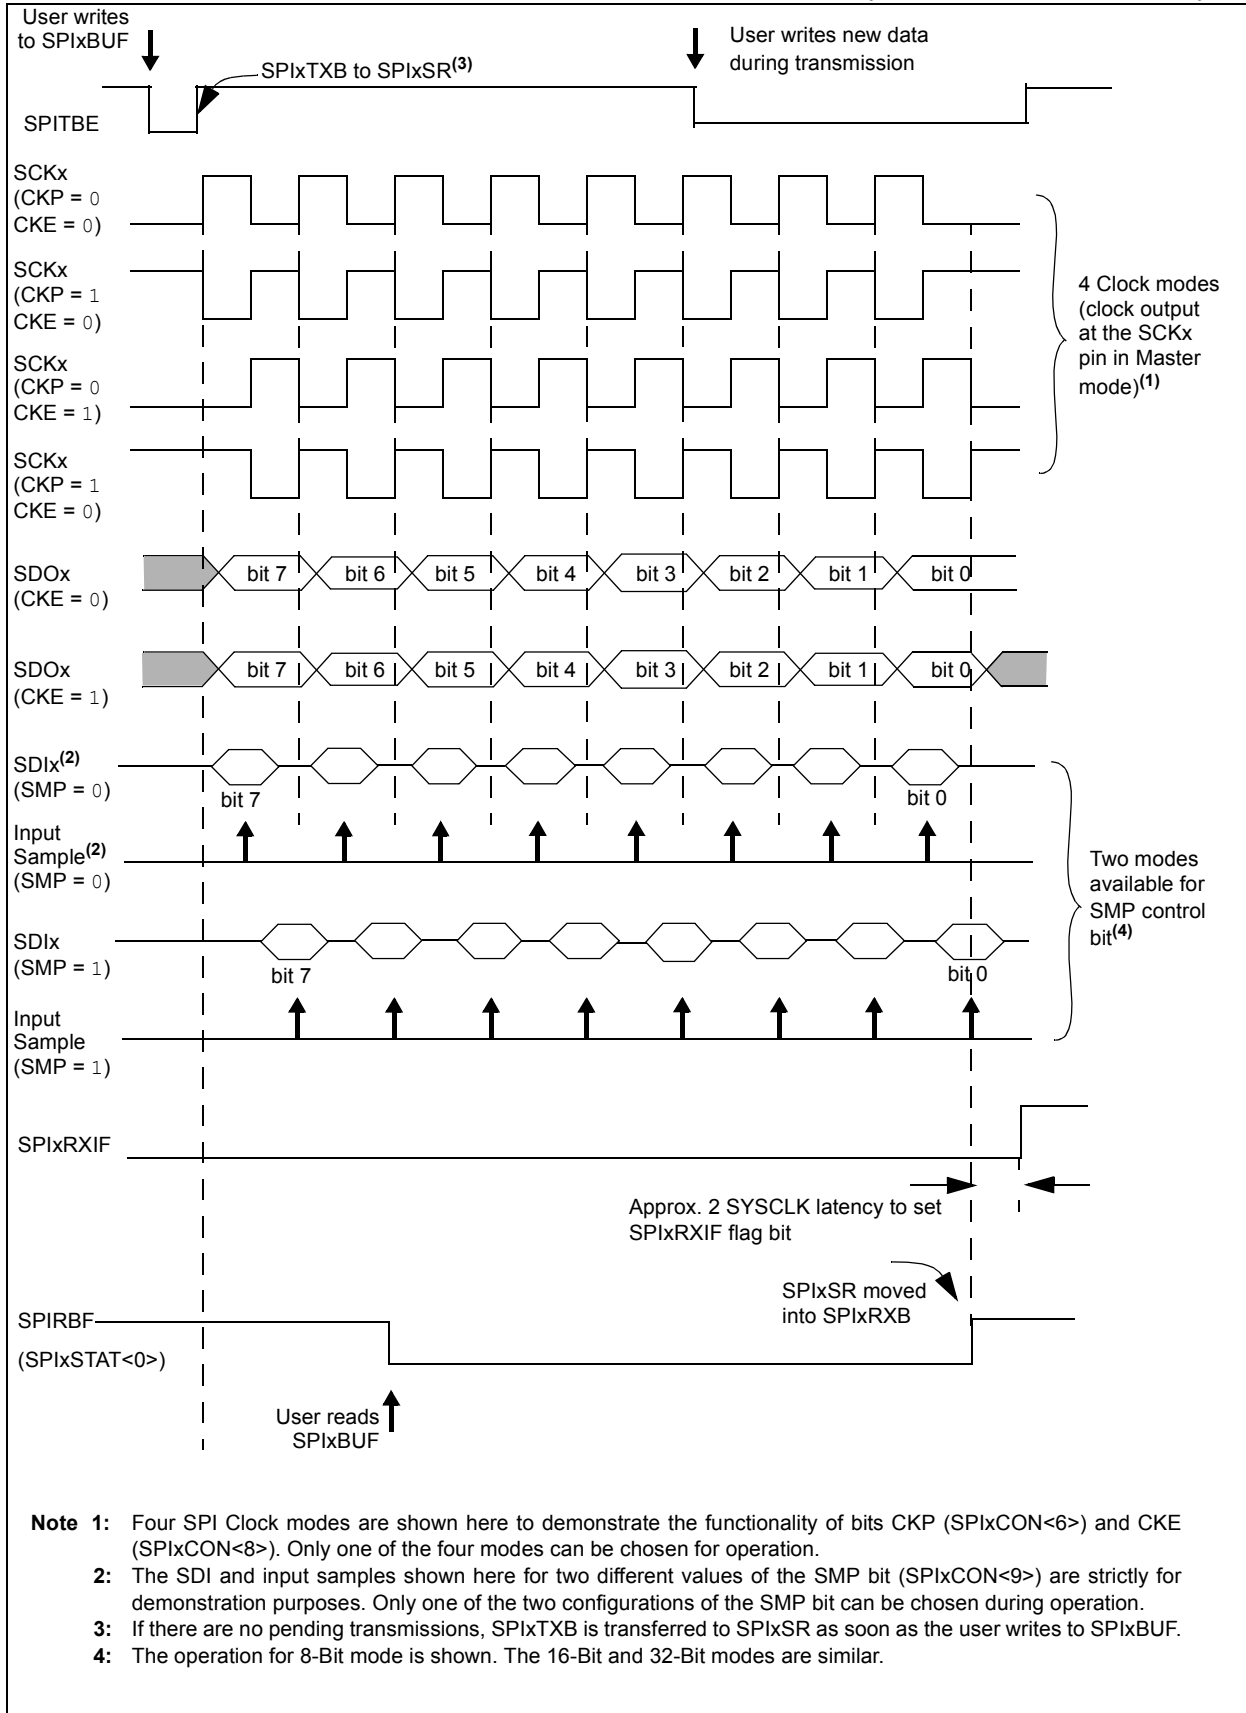 User writes
to SPIxBUF
User writes new data
during transmission
SPIxTXB to SPIxSR(3)
SPITBE
SCKx
(CKP = 0
CKE = 0)
SCKx
(CKP = 1
CKE = 0)
SCKx
(CKP = 0
CKE = 1)
SCKx
(CKP = 1
CKE = 0)
4 Clock modes
(clock output
at the SCKx
pin in Master
mode)(1)
SDOx
(CKE = 0)
bit 7 bit 6 bit 5 bit 4 bit 3 bit 2 bit 1 bit 0
SDOx
(CKE = 1)
bit 7 bit 6 bit 5 bit 4 bit 3 bit 2 bit 1 bit 0
SDIx(2)
(SMP = 0)
bit 7 bit 0
Input
Sample(2)
(SMP = 0)
SDIx
(SMP = 1)
bit 7 bit 0
Input
Sample
(SMP = 1)
Two modes
available for
SMP control
bit(4)
SPIxRXIF
Approx. 2 SYSCLK latency to set
SPIxRXIF flag bit
SPIxSR moved
into SPIxRXB
SPIRBF
(SPIxSTAT<0>)
User reads
SPIxBUF
Note 1: Four SPI Clock modes are shown here to demonstrate the functionality of bits CKP (SPIxCON<6>) and CKE
(SPIxCON<8>). Only one of the four modes can be chosen for operation.
2: The SDI and input samples shown here for two different values of the SMP bit (SPIxCON<9>) are strictly for
demonstration purposes. Only one of the two configurations of the SMP bit can be chosen during operation.
3: If there are no pending transmissions, SPIxTXB is transferred to SPIxSR as soon as the user writes to SPIxBUF.
4: The operation for 8-Bit mode is shown. The 16-Bit and 32-Bit modes are similar.